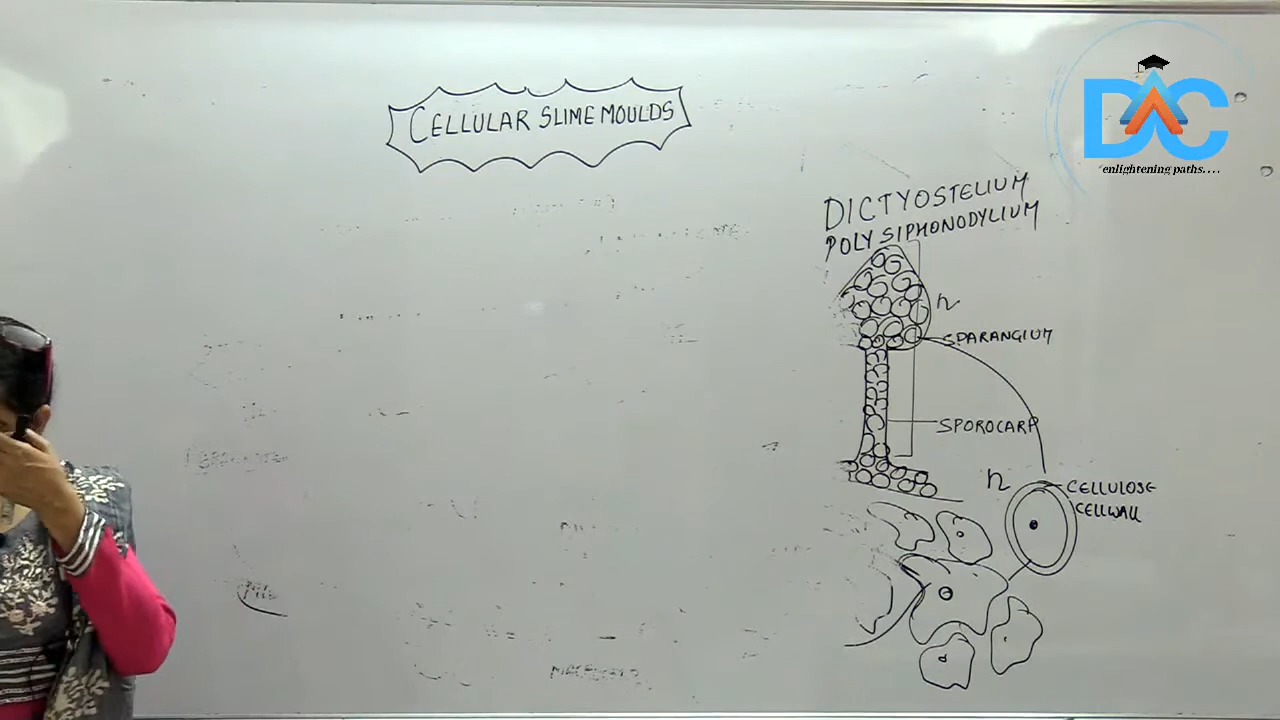 CELLULAR SLIME MOULDS
DAC
enlightening paths....
DICTYOSTELIUM
POLYSIPHONODYLIUM
n
SPARANGIUM
SPOROCARP
n
CELLULOSE
CELLWALL